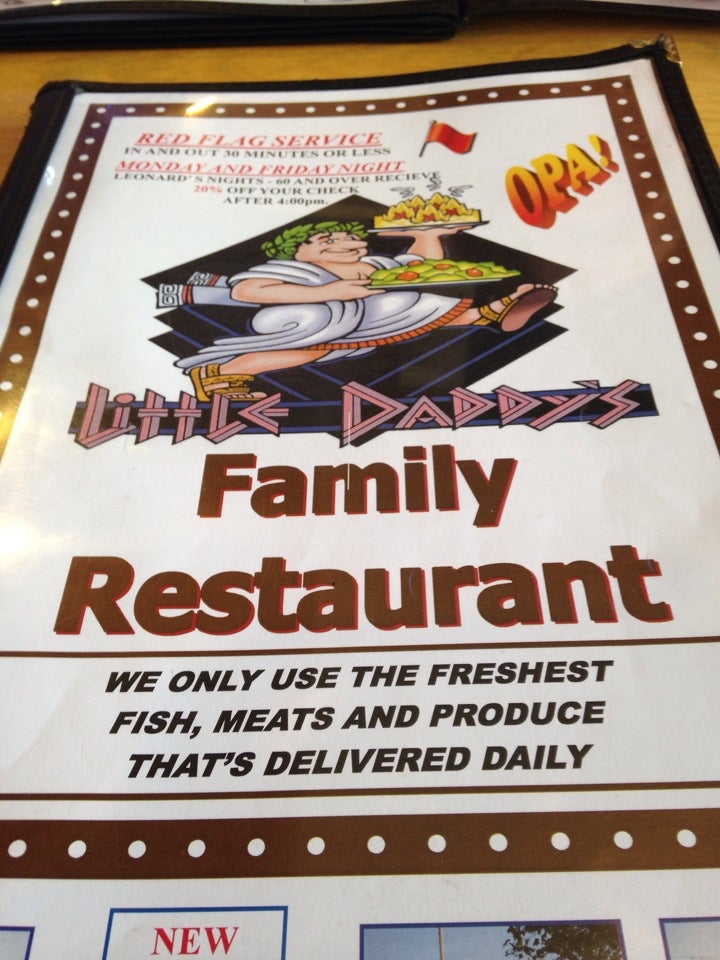 RED FLAG SERVICE
IN AND OUT 30 MINUTES OR LESS
MONDAY AND FRIDAY NIGHT
LEONARD'S NIGHTS - 60 AND OVER RECIEVE
20% OFF YOUR CHECK
AFTER 4:00pm.
OPA!
LittLE DADDY'S
Family
Restaurant
WE ONLY USE THE FRESHEST
FISH, MEATS AND PRODUCE
THAT'S DELIVERED DAILY
NEW